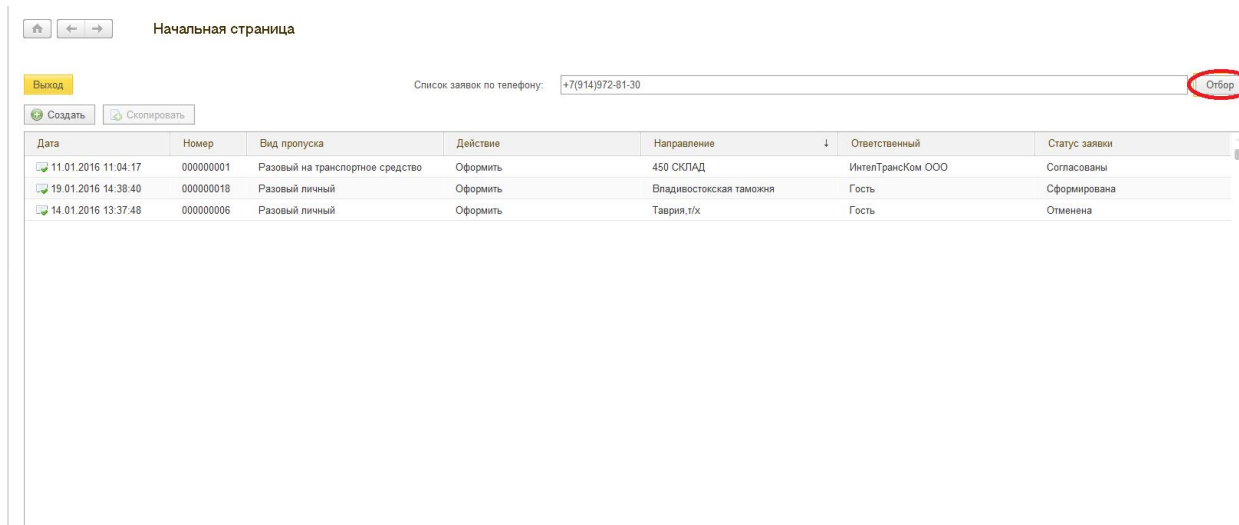 Начальная страница
Выход Список заявок по телефону: +7(914)972-81-30 Отбор
Создать Скопировать
Дата Номер Вид пропуска Действие Направление ↓ Ответственный Статус заявки
11.01.2016 11:04:17 000000001 Разовый на транспортное средство Оформить 450 СКЛАД ИнтелТрансКом ООО Согласованы
19.01.2016 14:38:40 000000018 Разовый личный Оформить Владивостокская таможня Гость Сформирована
14.01.2016 13:37:48 000000006 Разовый личный Оформить Таврия,т/х Гость Отменена